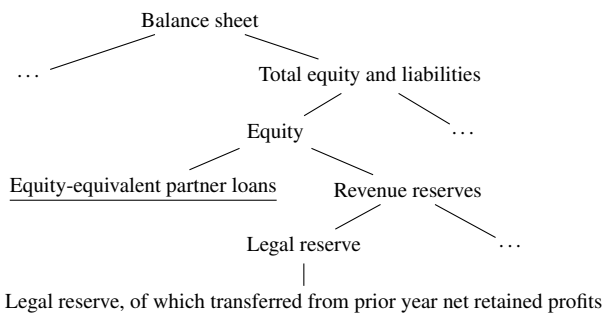 Balance sheet
... Total equity and liabilities
Equity ...
Equity-equivalent partner loans Revenue reserves
Legal reserve ...
Legal reserve, of which transferred from prior year net retained profits